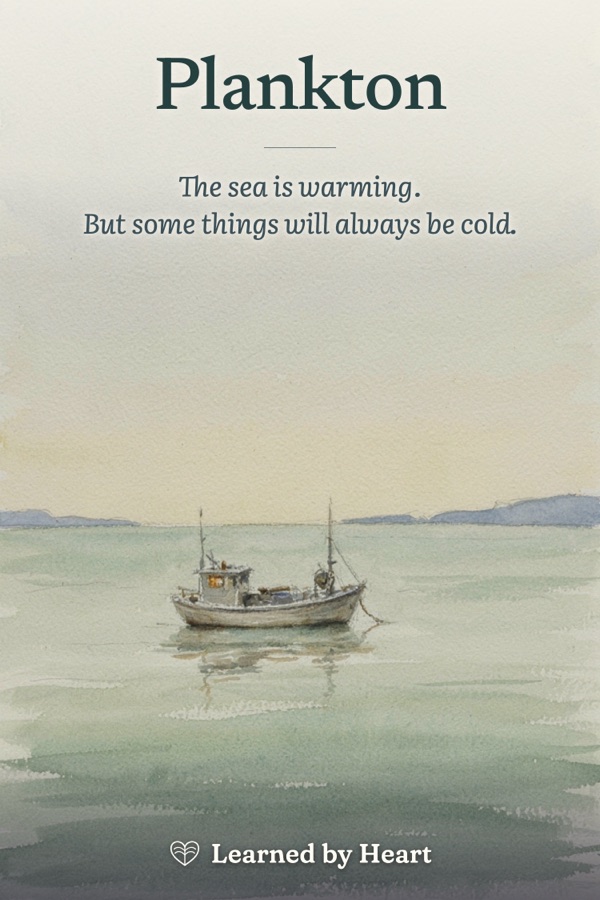 Plankton
The sea is warming.
But some things will always be cold.
Learned by Heart